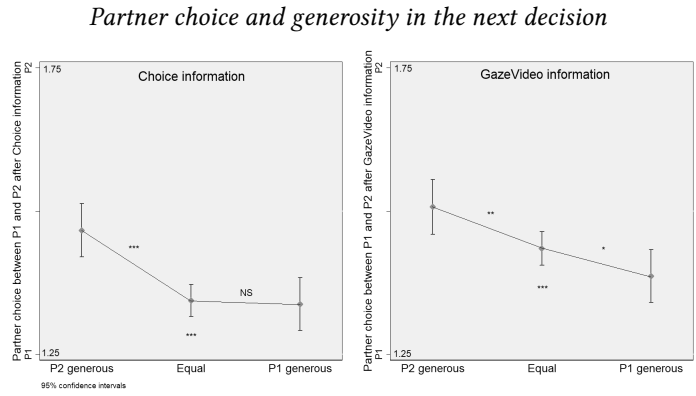 Partner choice and generosity in the next decision
Partner choice between P1 and P2 after Choice information
P2
1.75
Choice information
***
NS
***
P1
1.25
P2 generous Equal P1 generous
95% confidence intervals
Partner choice between P1 and P2 after GazeVideo information
P2
1.75
GazeVideo information
**
*
***
P1
1.25
P2 generous Equal P1 generous